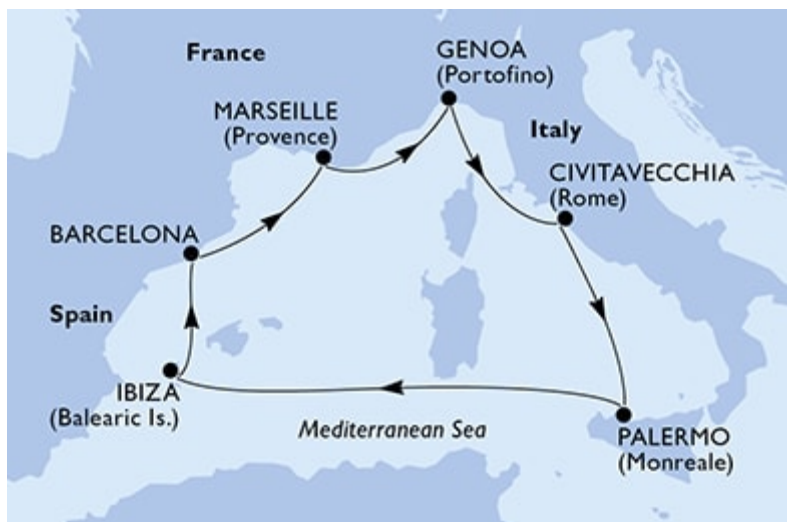 France
GENOA
(Portofino)
MARSEILLE
(Provence)
Italy
CIVITAVECCHIA
(Rome)
BARCELONA
Spain
IBIZA
(Balearic Is.)
Mediterranean Sea
PALERMO
(Monreale)